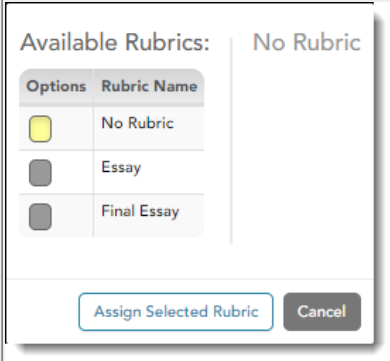 Available Rubrics:
No Rubric
Options Rubric Name
No Rubric
Essay
Final Essay
Assign Selected Rubric
Cancel